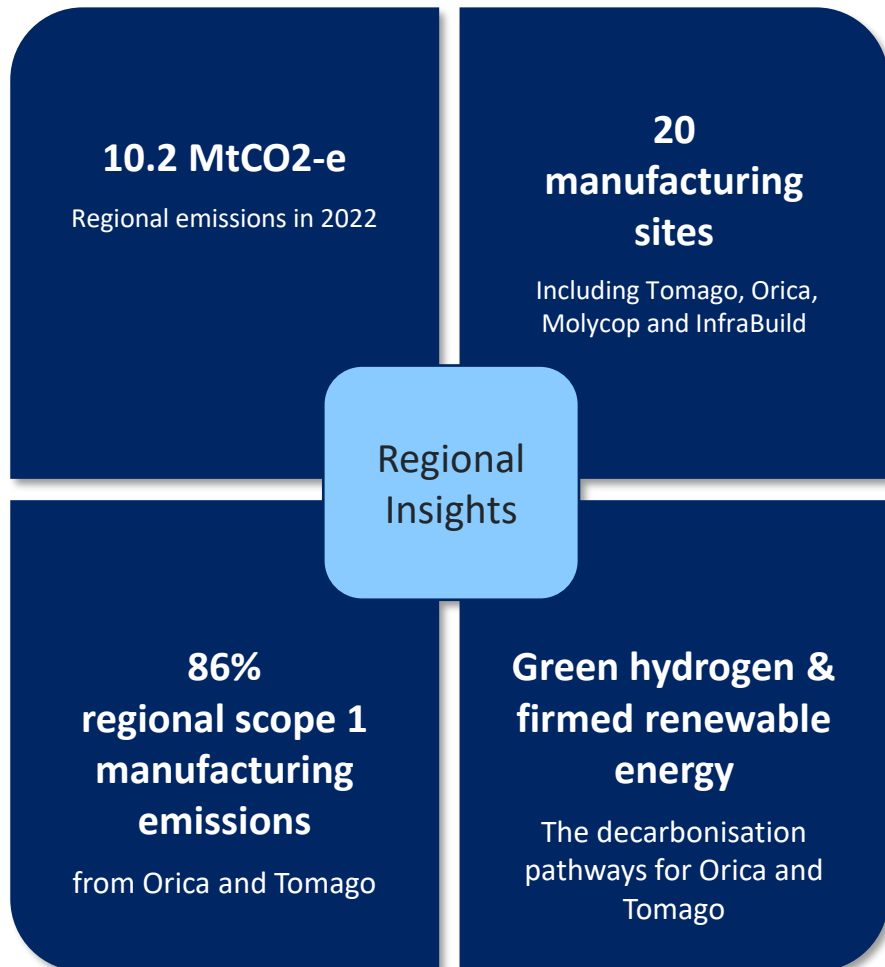 10.2 MtCO2-e
Regional emissions in 2022
20
manufacturing
sites
Including Tomago, Orica,
Molycop and InfraBuild
Regional
Insights
86%
regional scope 1
manufacturing
emissions
from Orica and Tomago
Green hydrogen &
firmed renewable
energy
The decarbonisation
pathways for Orica and
Tomago